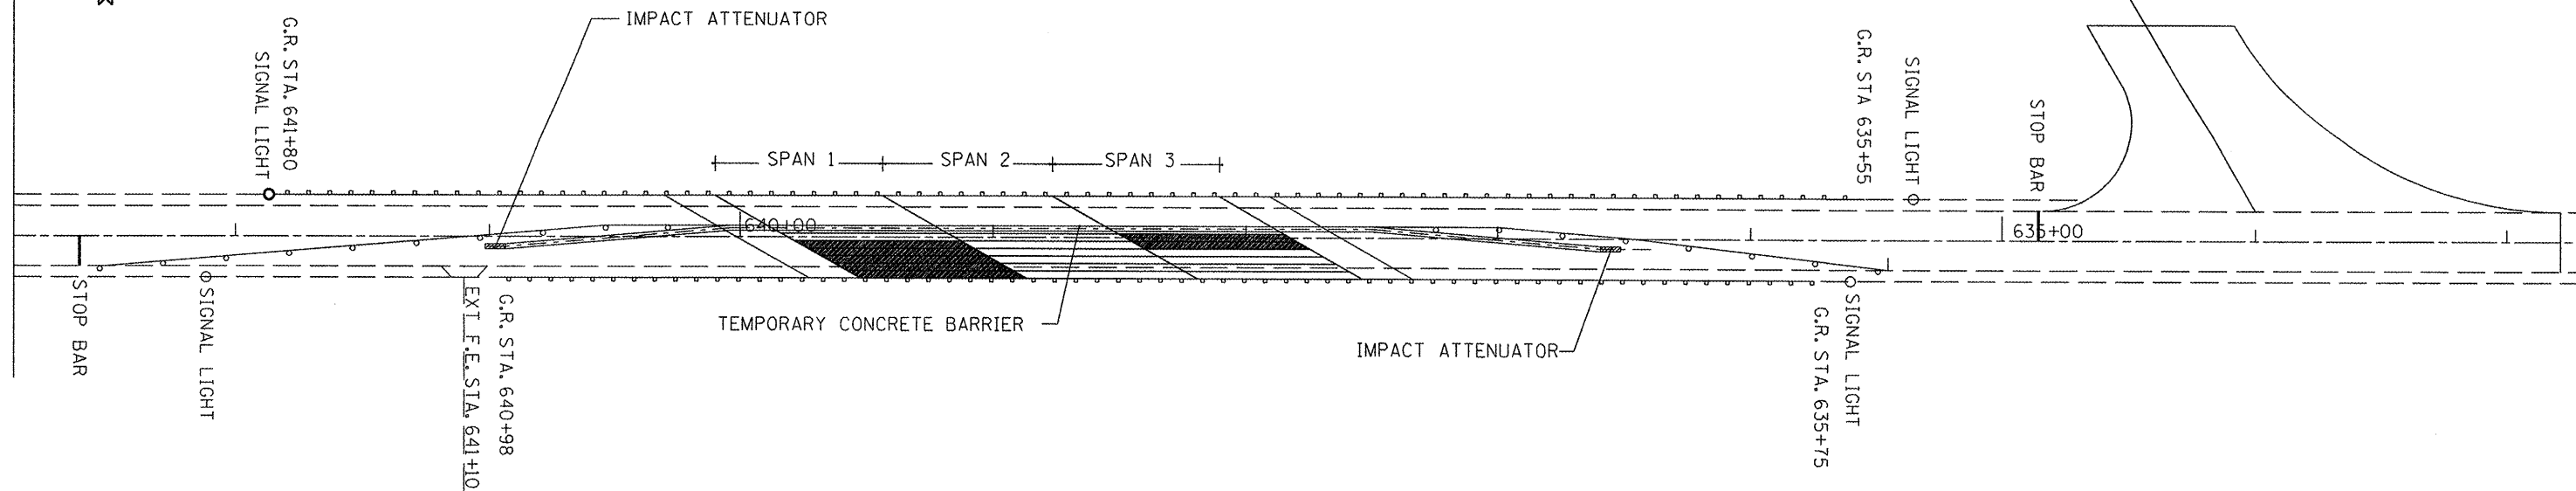 IMPACT ATTENUATOR
G.R. STA. 641+80
SIGNAL LIGHT
G.R. STA 635+55
SIGNAL LIGHT
STOP BAR
SPAN 1
SPAN 2
SPAN 3
640+00
635+00
STOP BAR
SIGNAL LIGHT
EXT F.E. STA. 641+10
G.R. STA. 640+98
TEMPORARY CONCRETE BARRIER
IMPACT ATTENUATOR
G.R. STA. 635+75
SIGNAL LIGHT